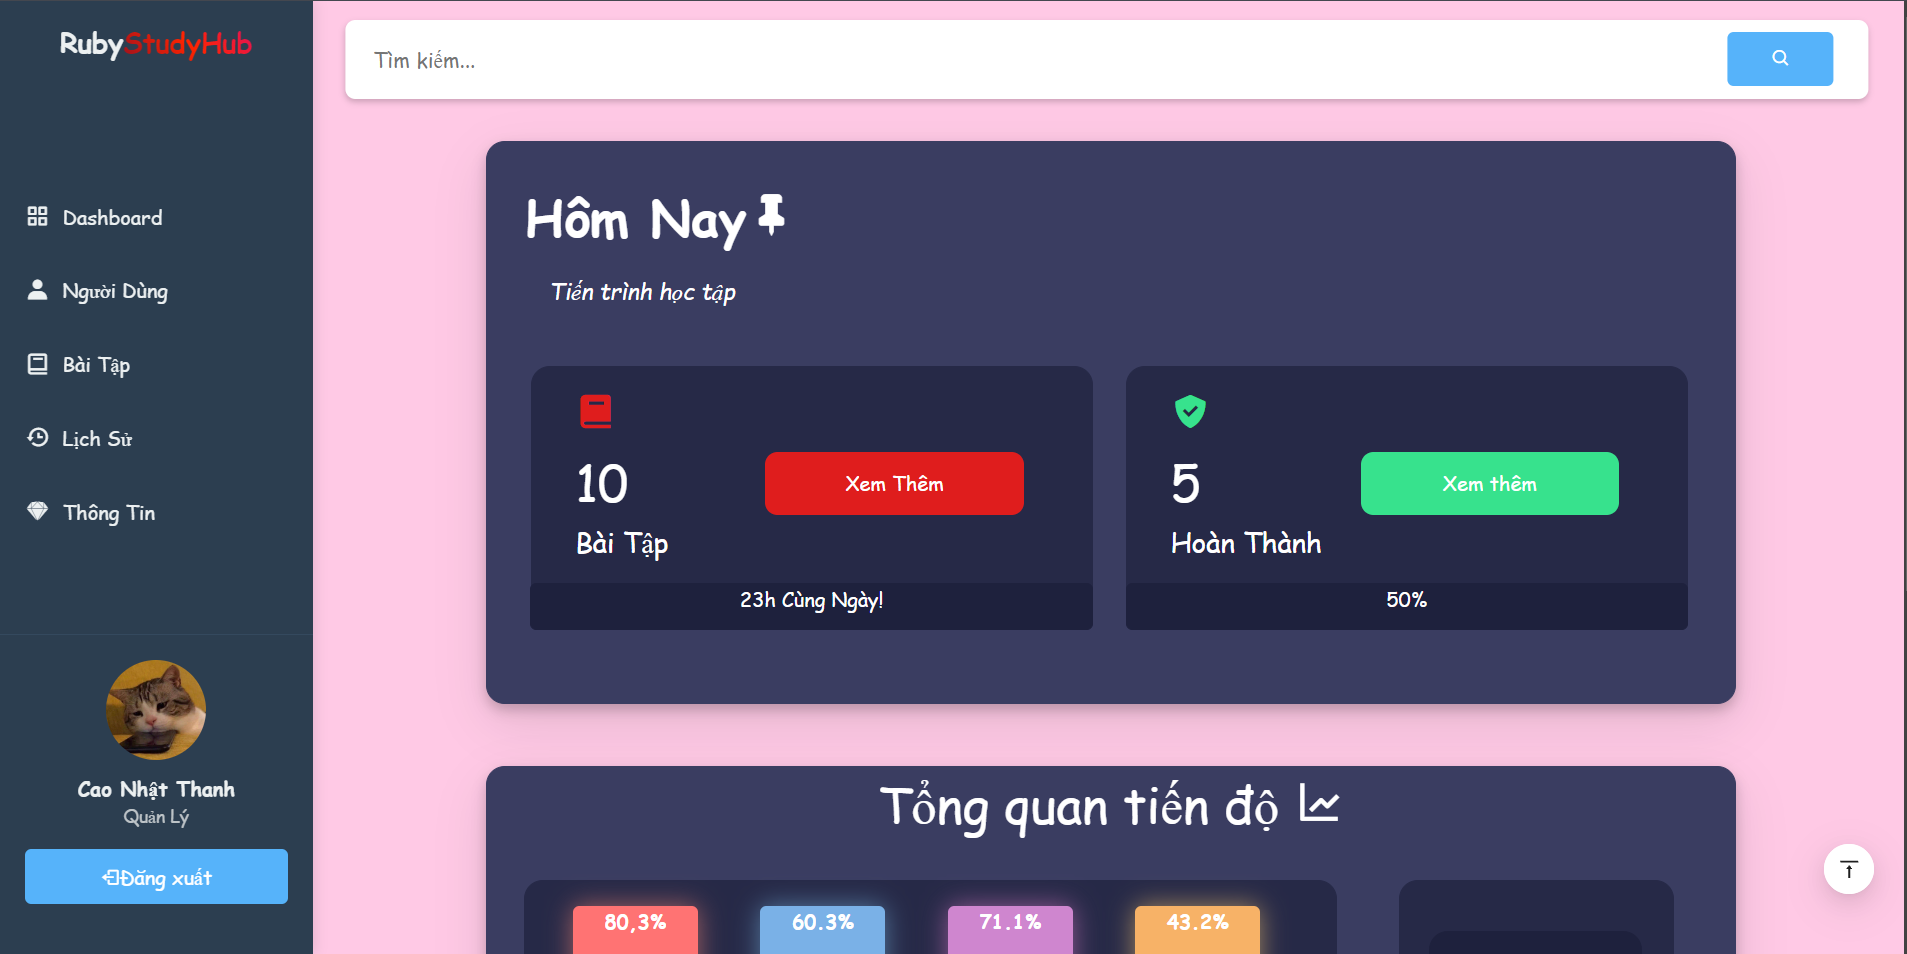 RubyStudyHub
Dashboard
Người Dùng
Bài Tập
Lịch Sử
Thông Tin
Cao Nhật Thanh
Quản Lý
Đăng xuất
Tìm kiếm...
Hôm Nay
Tiến trình học tập
10
Xem Thêm
Bài Tập
23h Cùng Ngày!
5
Xem thêm
Hoàn Thành
50%
Tổng quan tiến độ
80,3%
60.3%
71.1%
43.2%